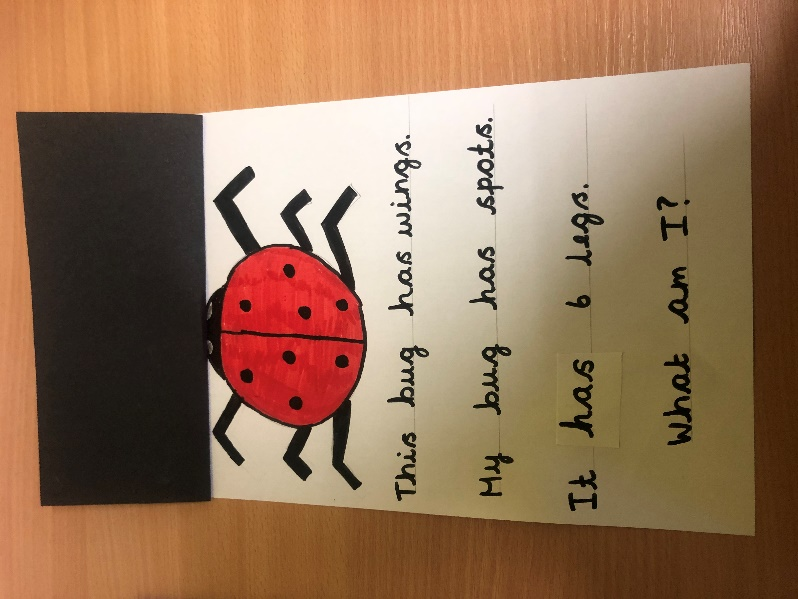 This bug has wings.
My bug has spots.
It has 6 legs.
What am I?